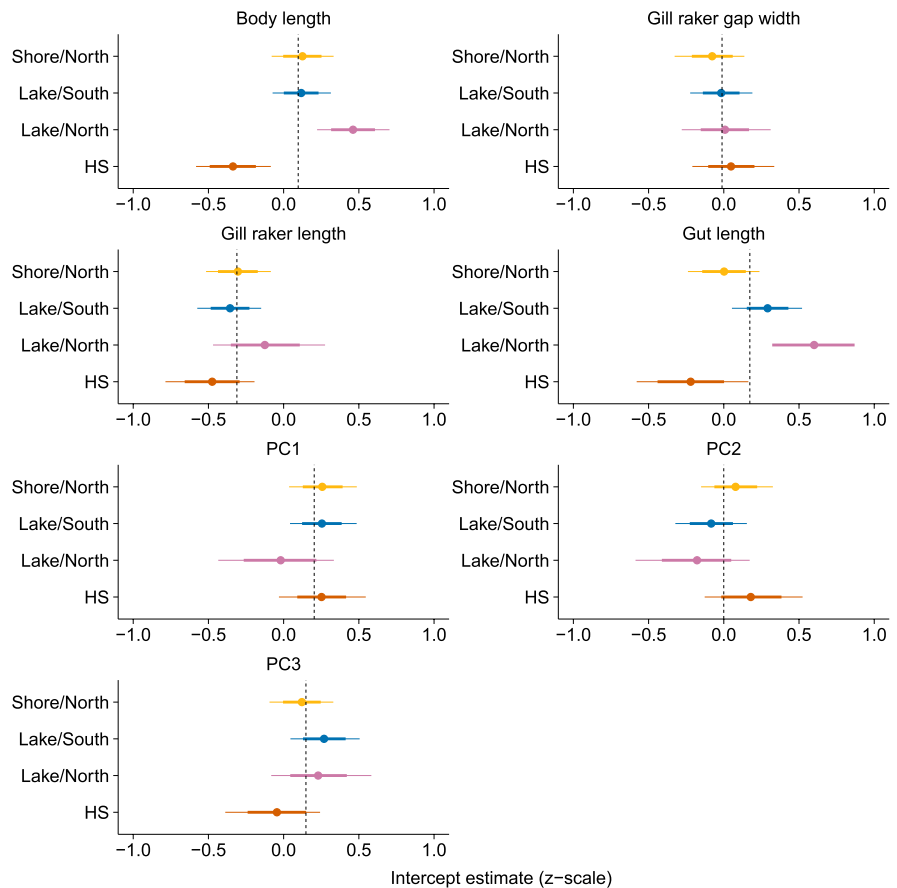 Body length
Shore/North
Lake/South
Lake/North
HS
−1.0 −0.5 0.0 0.5 1.0
Gill raker gap width
Shore/North
Lake/South
Lake/North
HS
−1.0 −0.5 0.0 0.5 1.0
Gill raker length
Shore/North
Lake/South
Lake/North
HS
−1.0 −0.5 0.0 0.5 1.0
Gut length
Shore/North
Lake/South
Lake/North
HS
−1.0 −0.5 0.0 0.5 1.0
PC1
Shore/North
Lake/South
Lake/North
HS
−1.0 −0.5 0.0 0.5 1.0
PC2
Shore/North
Lake/South
Lake/North
HS
−1.0 −0.5 0.0 0.5 1.0
PC3
Shore/North
Lake/South
Lake/North
HS
−1.0 −0.5 0.0 0.5 1.0
Intercept estimate (z−scale)